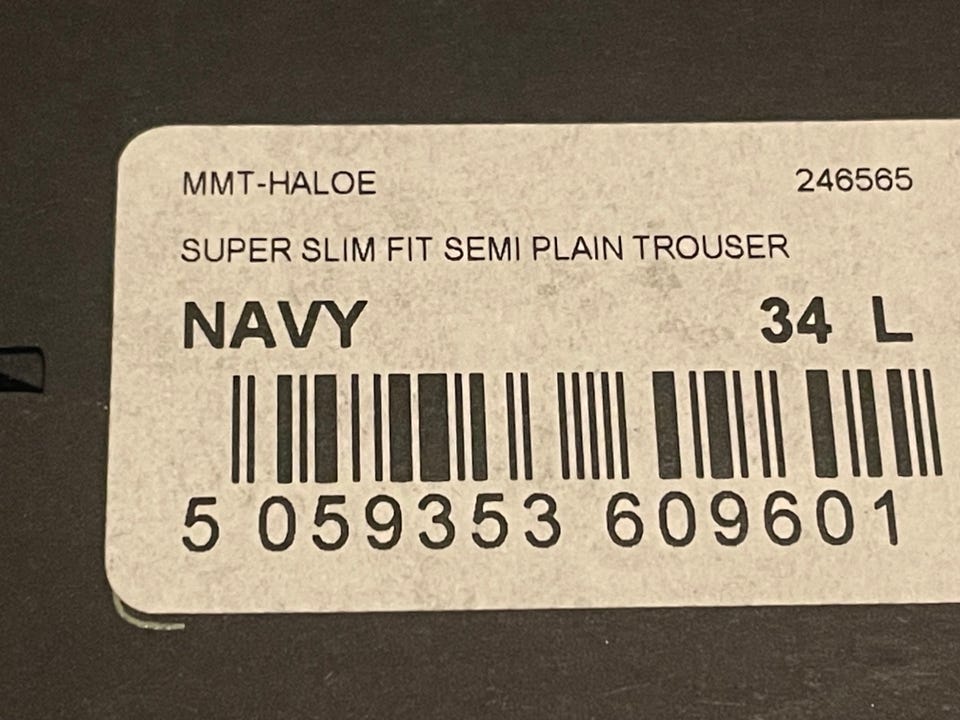 MMT-HALOE 246565
SUPER SLIM FIT SEMI PLAIN TROUSER
NAVY 34 L
5 059353 609601